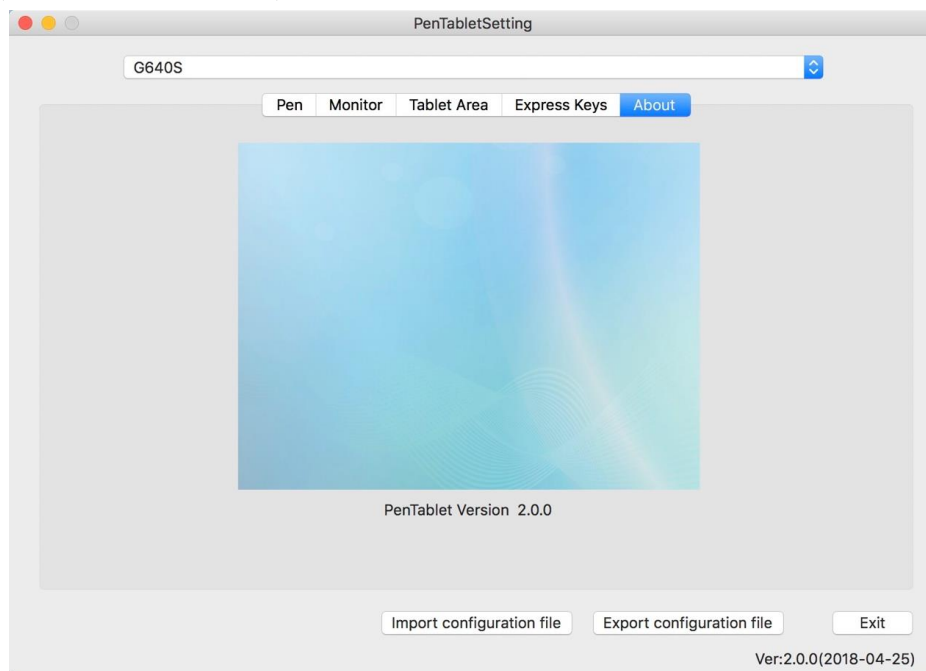 PenTabletSetting
G640S
Pen Monitor Tablet Area Express Keys About
PenTablet Version 2.0.0
Import configuration file Export configuration file Exit
Ver:2.0.0(2018-04-25)